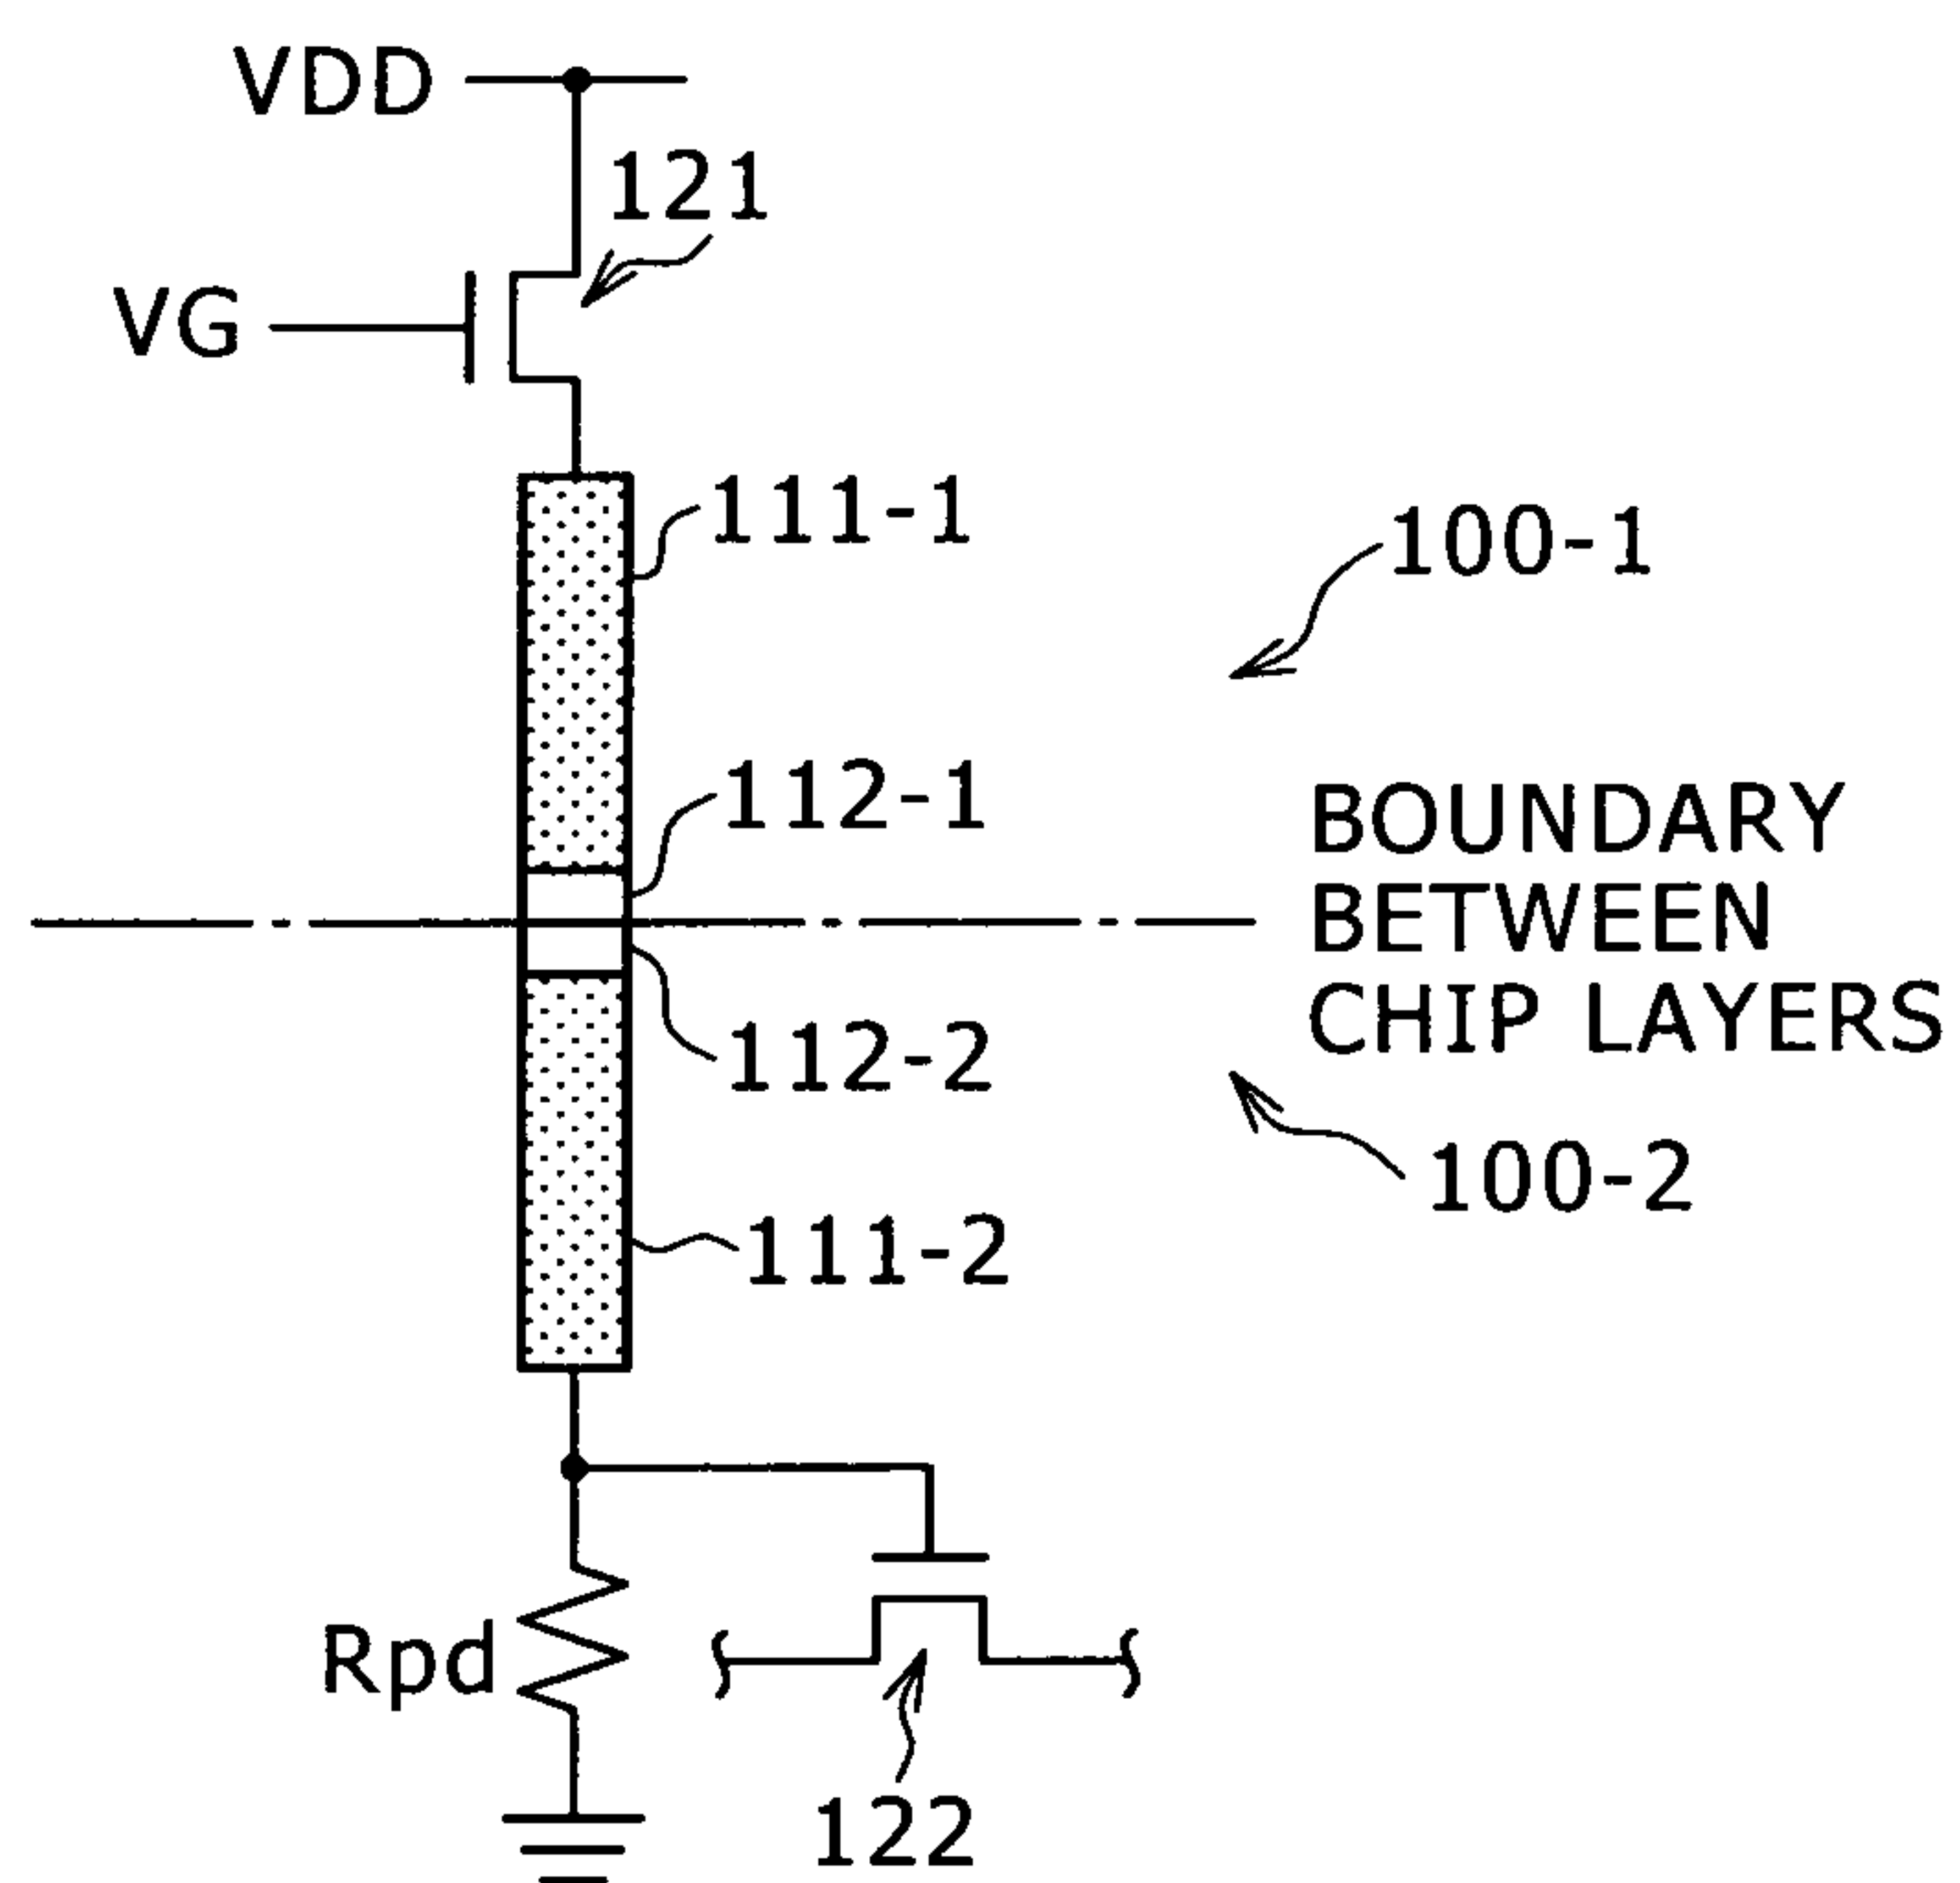 VDD
121
VG
111-1
100-1
112-1
BOUNDARY
BETWEEN
CHIP LAYERS
112-2
100-2
111-2
Rpd
122